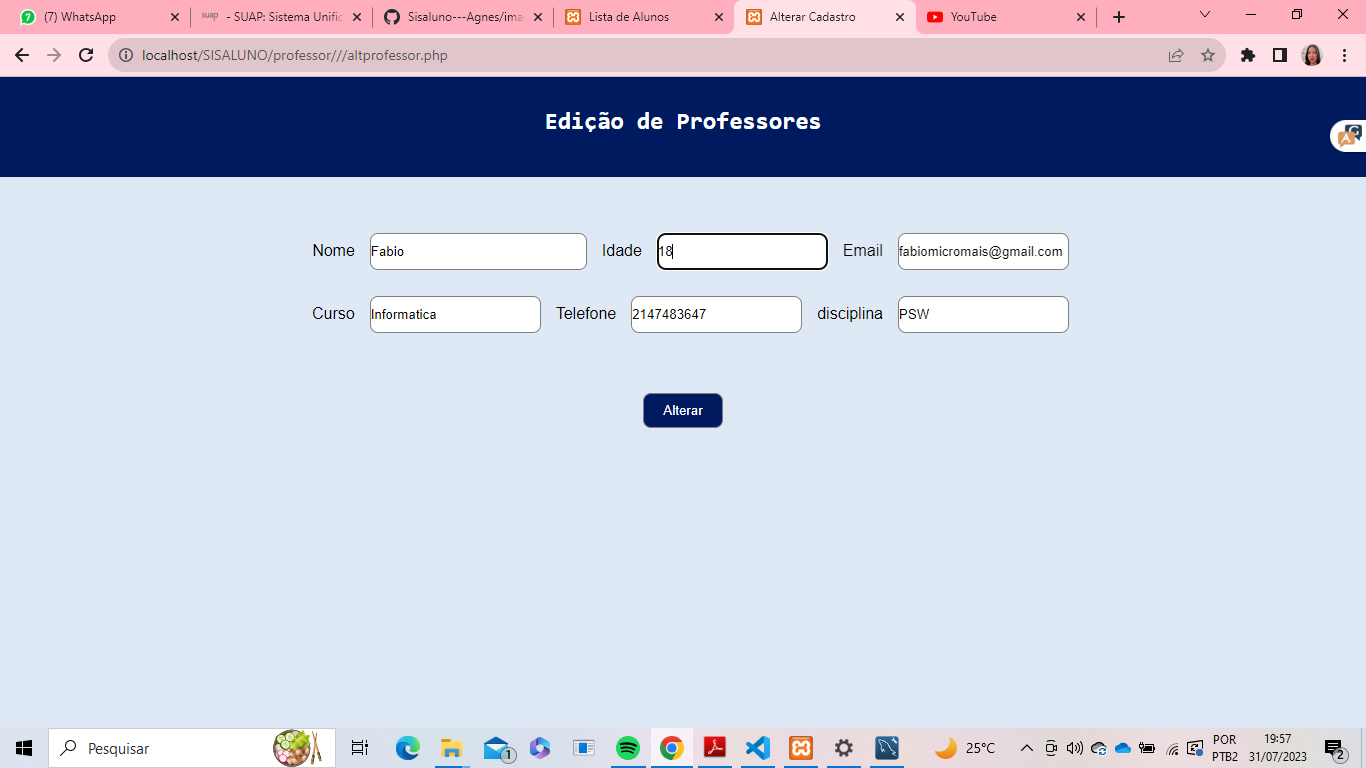 (7) WhatsApp
suap - SUAP: Sistema Unific
Sisaluno---Agnes/ima
Lista de Alunos
Alterar Cadastro
YouTube
localhost/SISALUNO/professor///altprofessor.php
Edição de Professores
Nome Fabio Idade 18 Email fabiomicromais@gmail.com
Curso Informatica Telefone 2147483647 disciplina PSW
Alterar
Pesquisar
1
25°C
POR
PTB2
19:57
31/07/2023
2